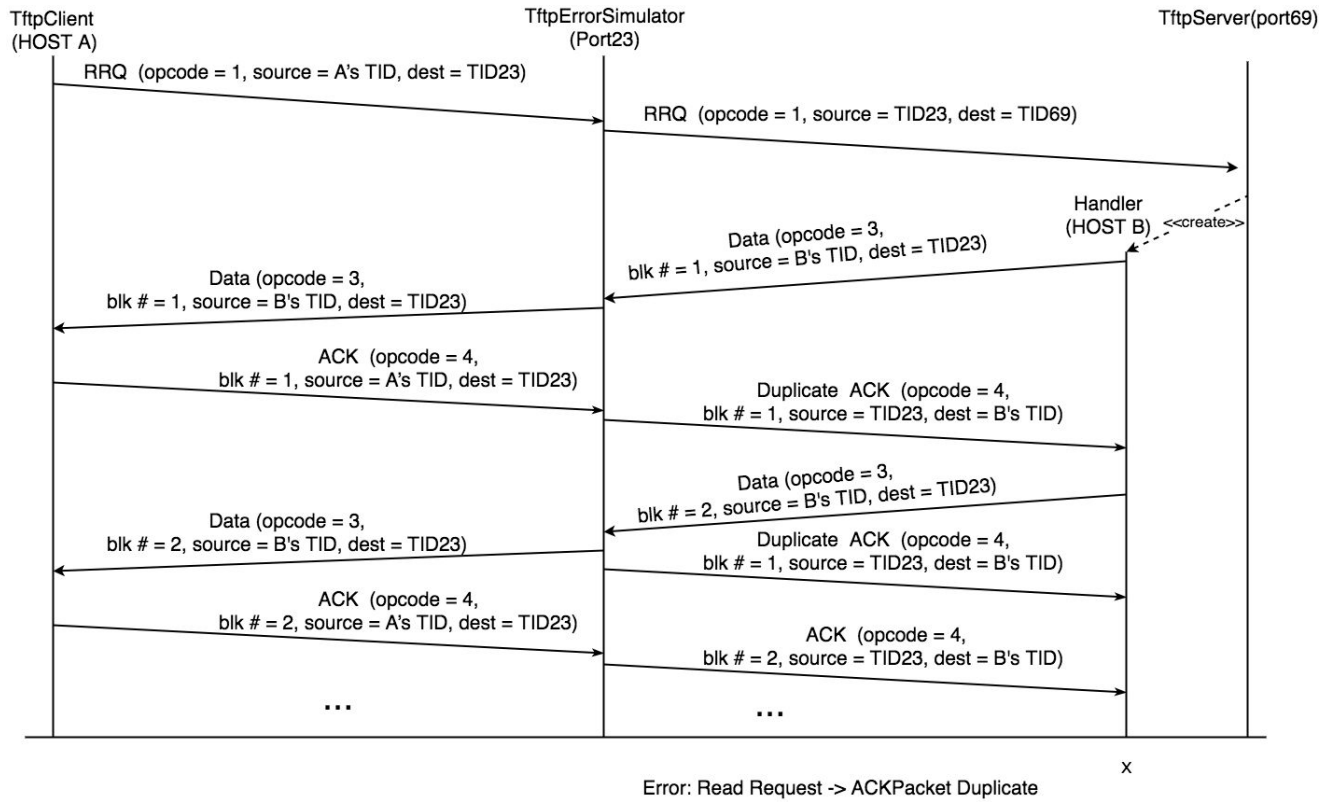 TftpClient
(HOST A)
TftpErrorSimulator
(Port23)
TftpServer(port69)
RRQ (opcode = 1, source = A's TID, dest = TID23)
RRQ (opcode = 1, source = TID23, dest = TID69)
Handler
(HOST B)
<<create>>
Data (opcode = 3,
blk # = 1, source = B's TID, dest = TID23)
Data (opcode = 3,
blk # = 1, source = B's TID, dest = TID23)
ACK (opcode = 4,
blk # = 1, source = A's TID, dest = TID23)
Duplicate ACK (opcode = 4,
blk # = 1, source = TID23, dest = B's TID)
Data (opcode = 3,
blk # = 2, source = B's TID, dest = TID23)
Data (opcode = 3,
blk # = 2, source = B's TID, dest = TID23)
Duplicate ACK (opcode = 4,
blk # = 1, source = TID23, dest = B's TID)
ACK (opcode = 4,
blk # = 2, source = A's TID, dest = TID23)
ACK (opcode = 4,
blk # = 2, source = TID23, dest = B's TID)
...
...
x
Error: Read Request -> ACKPacket Duplicate